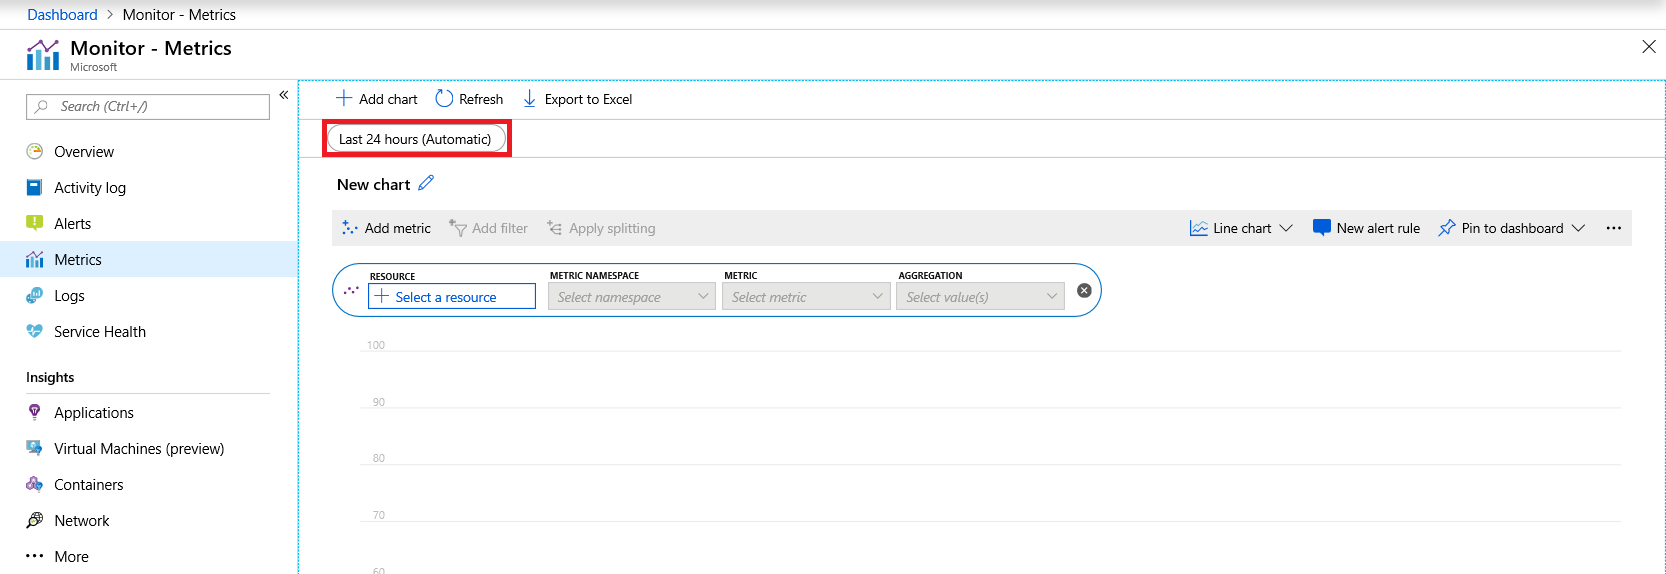 Dashboard > Monitor - Metrics
Monitor - Metrics
Microsoft
Search (Ctrl+/)
«
Overview
Activity log
Alerts
Metrics
Logs
Service Health
Insights
Applications
Virtual Machines (preview)
Containers
Network
More
Add chart Refresh Export to Excel
Last 24 hours (Automatic)
New chart
Add metric Add filter Apply splitting Line chart New alert rule Pin to dashboard
RESOURCE METRIC NAMESPACE METRIC AGGREGATION
Select a resource Select namespace Select metric Select value(s)
100
90
80
70
60